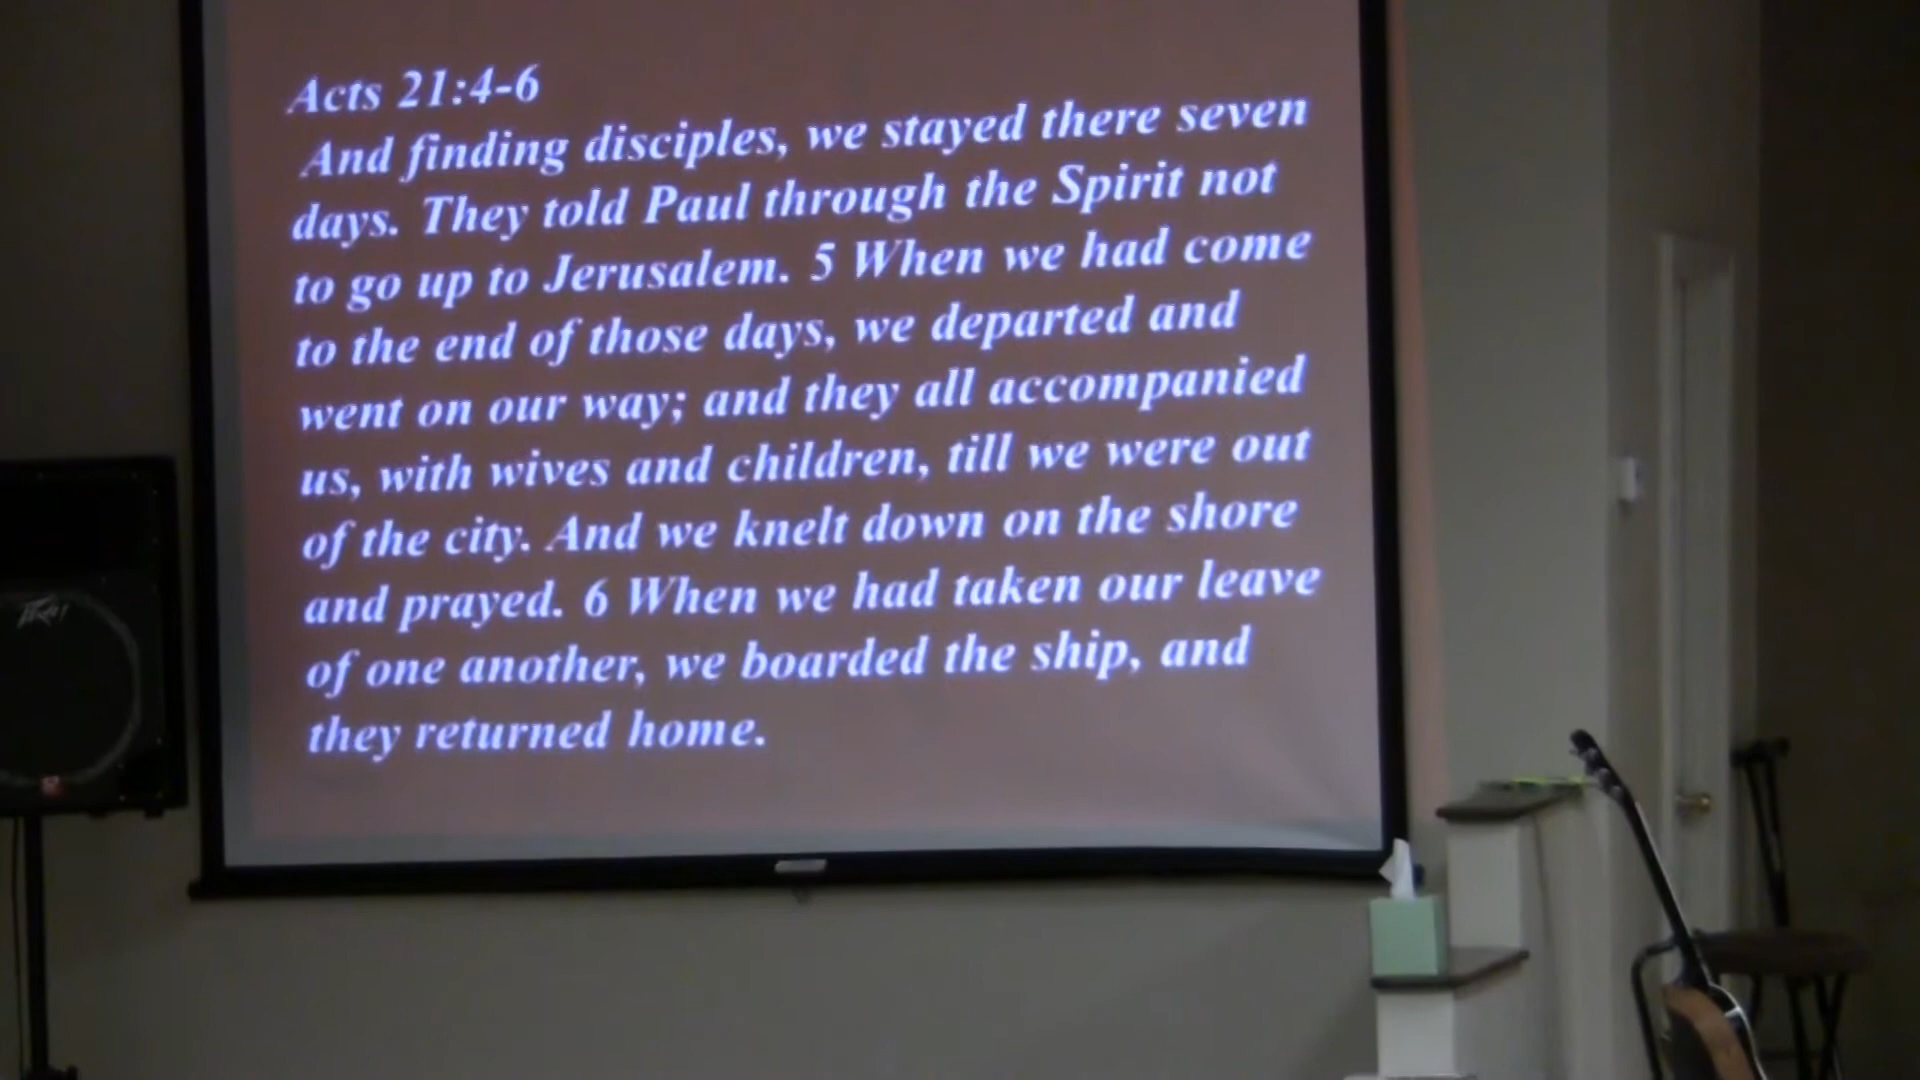 Acts 21:4-6
And finding disciples, we stayed there seven
days. They told Paul through the Spirit not
to go up to Jerusalem. 5 When we had come
to the end of those days, we departed and
went on our way; and they all accompanied
us, with wives and children, till we were out
of the city. And we knelt down on the shore
and prayed. 6 When we had taken our leave
of one another, we boarded the ship, and
they returned home.
PEAVEY